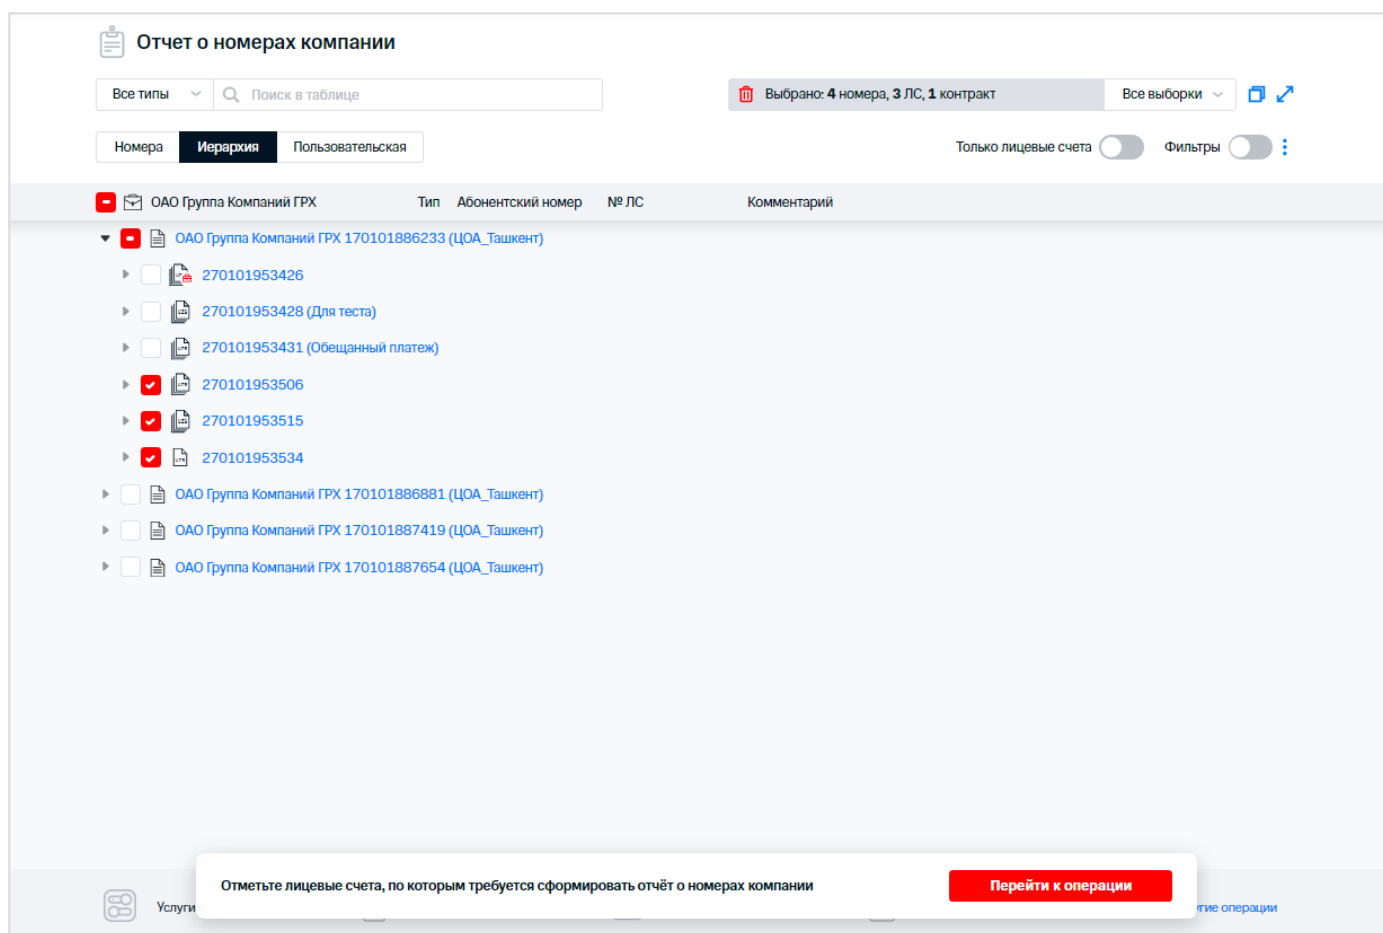 Отчет о номерах компании
Все типы Поиск в таблице Выбрано: 4 номера, 3 ЛС, 1 контракт Все выборки
Номера Иерархия Пользовательская Только лицевые счета Фильтры
ОАО Группа Компаний ГРХ Тип Абонентский номер № ЛС Комментарий
ОАО Группа Компаний ГРХ 170101886233 (ЦОА_Ташкент)
270101953426
270101953428 (Для теста)
270101953431 (Обещанный платеж)
270101953506
270101953515
270101953534
ОАО Группа Компаний ГРХ 170101886881 (ЦОА_Ташкент)
ОАО Группа Компаний ГРХ 170101887419 (ЦОА_Ташкент)
ОАО Группа Компаний ГРХ 170101887654 (ЦОА_Ташкент)
Отметьте лицевые счета, по которым требуется сформировать отчёт о номерах компании Перейти к операции
Услуги гие операции